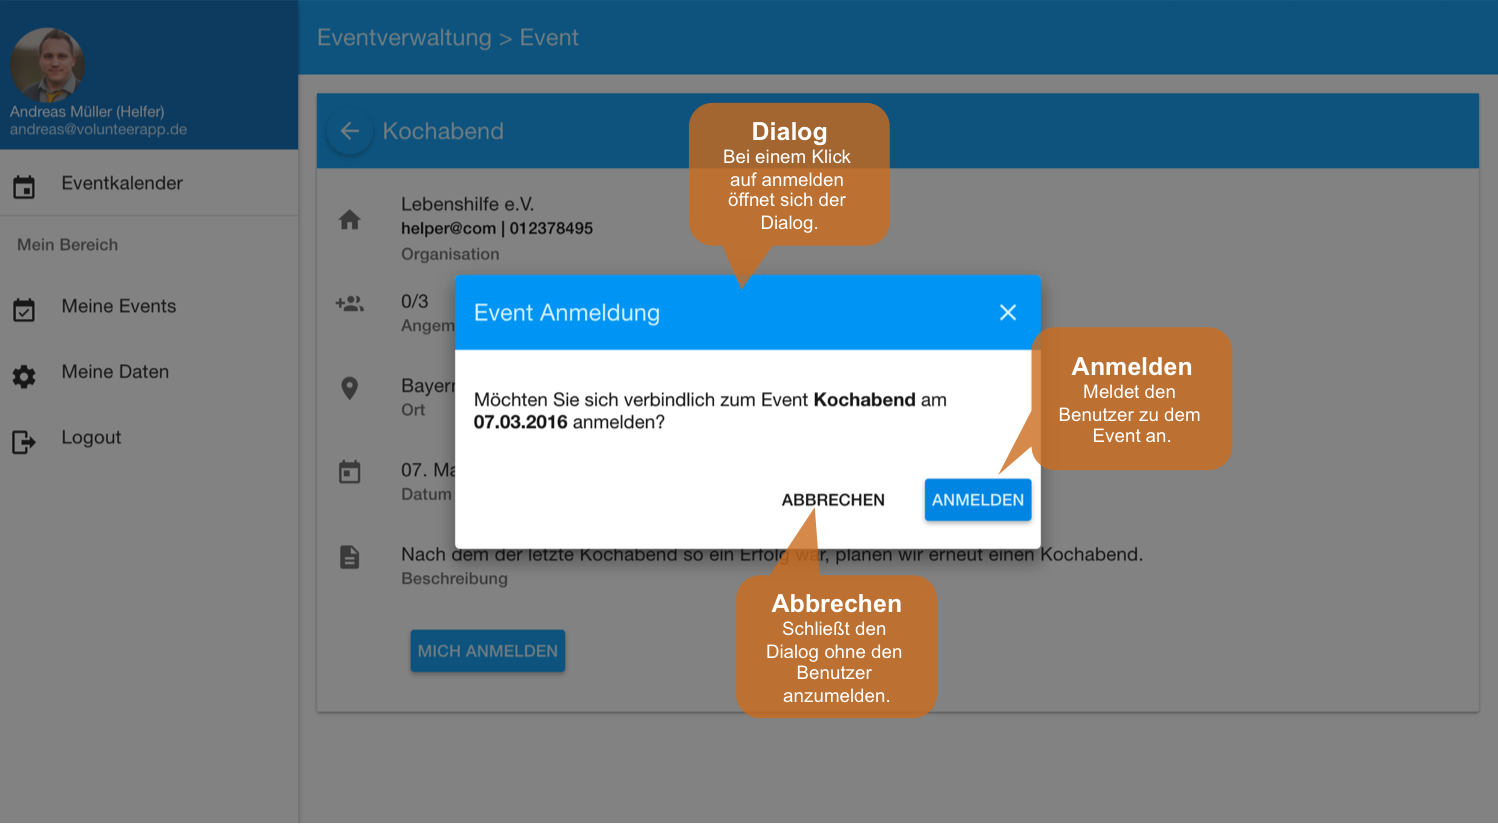 Eventverwaltung > Event
Andreas Müller (Helfer)
andreas@volunteerapp.de
Eventkalender
Mein Bereich
Meine Events
Meine Daten
Logout
Kochabend
Lebenshilfe e.V.
helper@com | 012378495
Organisation
0/3
Angem
Bayern
Ort
07. Ma
Datum
Nach dem der letzte Kochabend so ein Erfolg war, planen wir erneut einen Kochabend.
Beschreibung
MICH ANMELDEN
Dialog
Bei einem Klick
auf anmelden
öffnet sich der
Dialog.
Event Anmeldung
Möchten Sie sich verbindlich zum Event Kochabend am
07.03.2016 anmelden?
ABBRECHEN
ANMELDEN
Anmelden
Meldet den
Benutzer zu dem
Event an.
Abbrechen
Schließt den
Dialog ohne den
Benutzer
anzumelden.